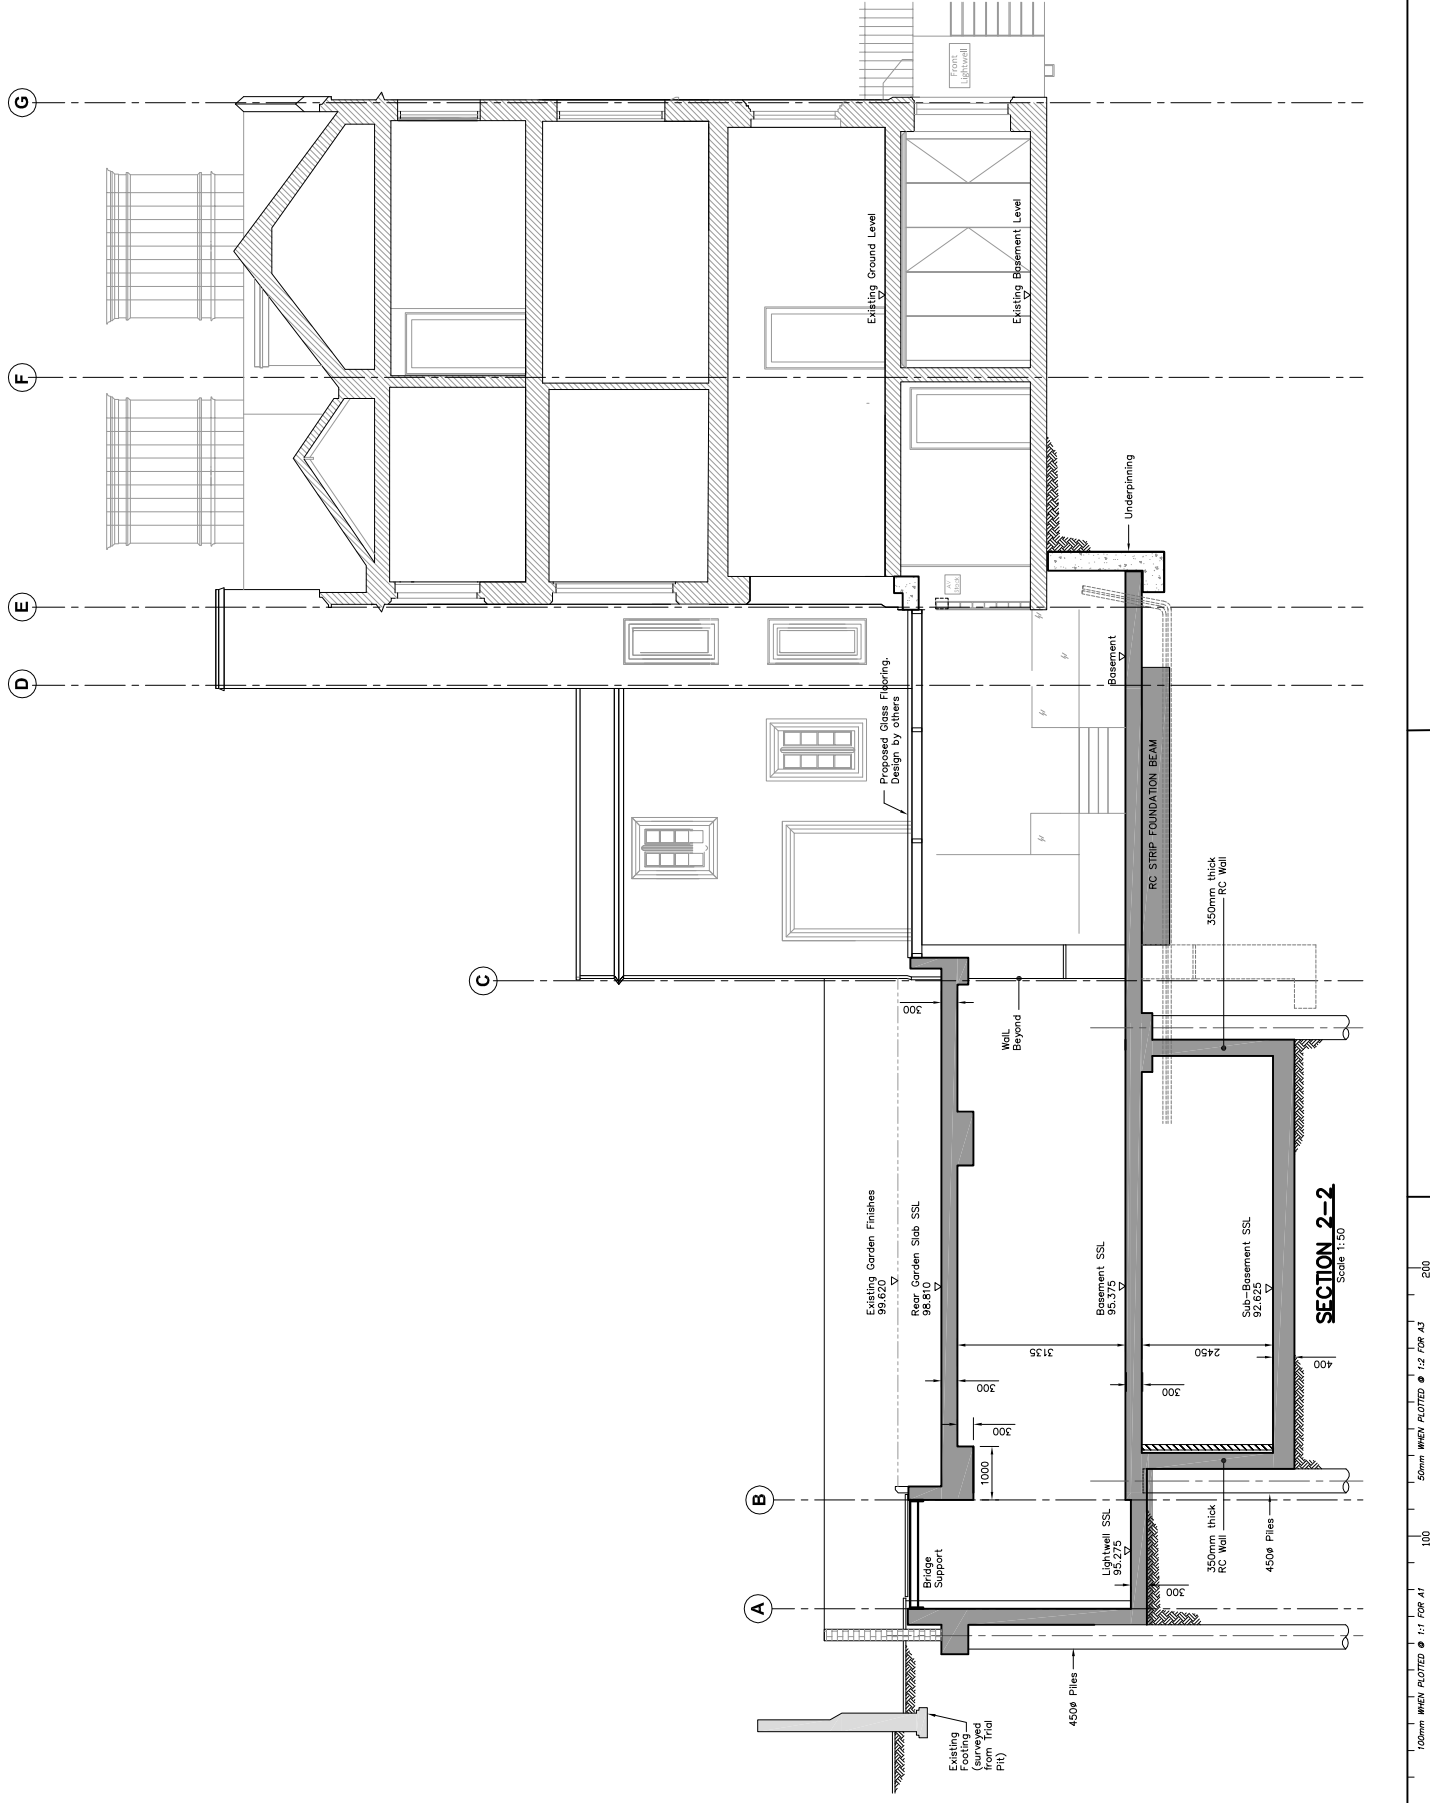 A
B
C
D
E
F
G
Front
Lightwell
Existing Ground Level
Existing Basement Level
Underpinning
AV
Stack
Basement
Proposed Glass Flooring.
Design by others
RC STRIP FOUNDATION BEAM
350mm thick
RC Wall
300
Wall
Beyond
Existing Garden Finishes
99.620
Rear Garden Slab SSL
98.810
Basement SSL
95.375
Sub-Basement SSL
92.625
3135
2450
400
300
300
300
1000
Bridge
Support
Lightwell SSL
95.275
300
350mm thick
RC Wall
450ø Piles
450ø Piles
Existing
Footing
(surveyed
from Trial
Pit)
SECTION 2-2
Scale 1:50
100mm WHEN PLOTTED @ 1:1 FOR A1
100
50mm WHEN PLOTTED @ 1:2 FOR A3
200